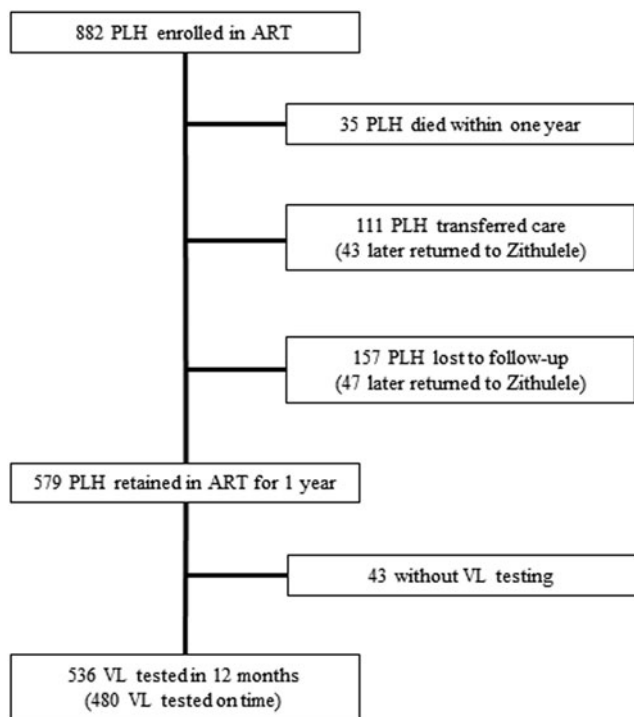 882 PLH enrolled in ART
35 PLH died within one year
111 PLH transferred care
(43 later returned to Zithulele)
157 PLH lost to follow-up
(47 later returned to Zithulele)
579 PLH retained in ART for 1 year
43 without VL testing
536 VL tested in 12 months
(480 VL tested on time)